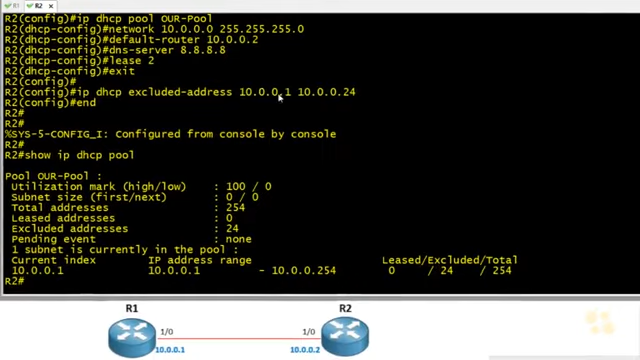 R1 R2
R2(config)#ip dhcp pool OUR-Pool
R2(dhcp-config)#network 10.0.0.0 255.255.255.0
R2(dhcp-config)#default-router 10.0.0.2
R2(dhcp-config)#dns-server 8.8.8.8
R2(dhcp-config)#lease 2
R2(dhcp-config)#exit
R2(config)#
R2(config)#ip dhcp excluded-address 10.0.0.1 10.0.0.24
R2(config)#end
R2#
R2#
%SYS-5-CONFIG_I: Configured from console by console
R2#
R2#show ip dhcp pool
Pool OUR-Pool :
Utilization mark (high/low) : 100 / 0
Subnet size (first/next) : 0 / 0
Total addresses : 254
Leased addresses : 0
Excluded addresses : 24
Pending event : none
1 subnet is currently in the pool :
Current index IP address range Leased/Excluded/Total
10.0.0.1 10.0.0.1 - 10.0.0.254 0 / 24 / 254
R2#
R1 R2
1/0 1/0
10.0.0.1 10.0.0.2